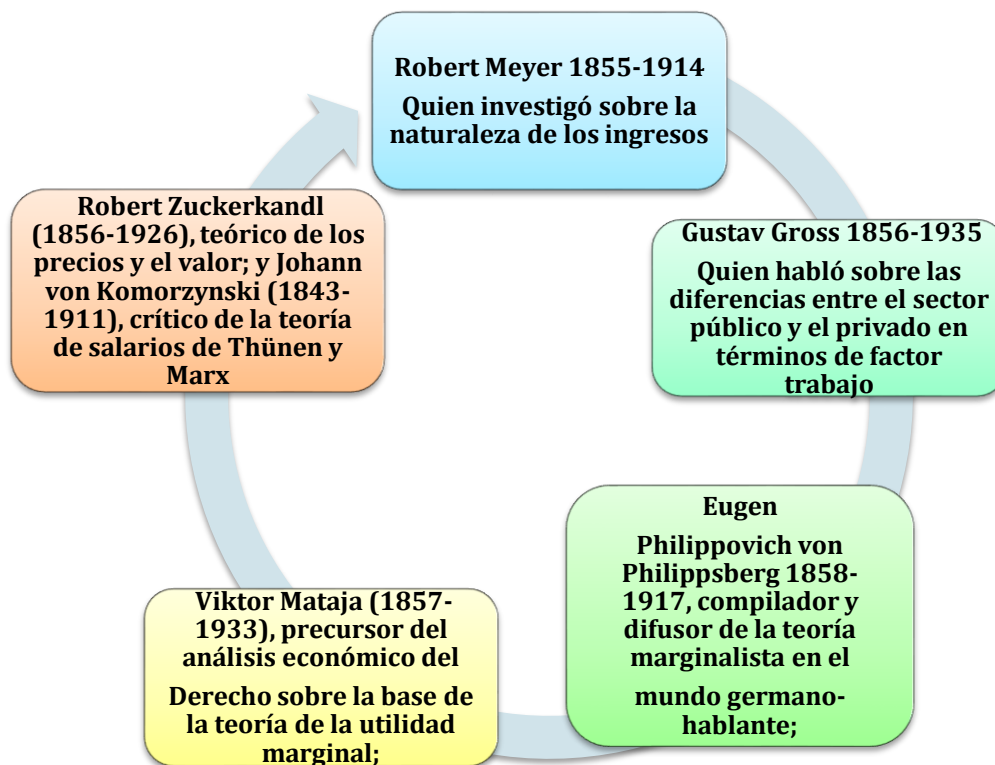 Robert Meyer 1855-1914
Quien investigó sobre la
naturaleza de los ingresos
Gustav Gross 1856-1935
Quien habló sobre las
diferencias entre el sector
público y el privado en
términos de factor
trabajo
Eugen
Philippovich von
Philippsberg 1858-
1917, compilador y
difusor de la teoría
marginalista en el
mundo germano-
hablante;
Viktor Mataja (1857-
1933), precursor del
análisis económico del
Derecho sobre la base de
la teoría de la utilidad
marginal;
Robert Zuckerkandl
(1856-1926), teórico de los
precios y el valor; y Johann
von Komorzynski (1843-
1911), crítico de la teoría
de salarios de Thünen y
Marx